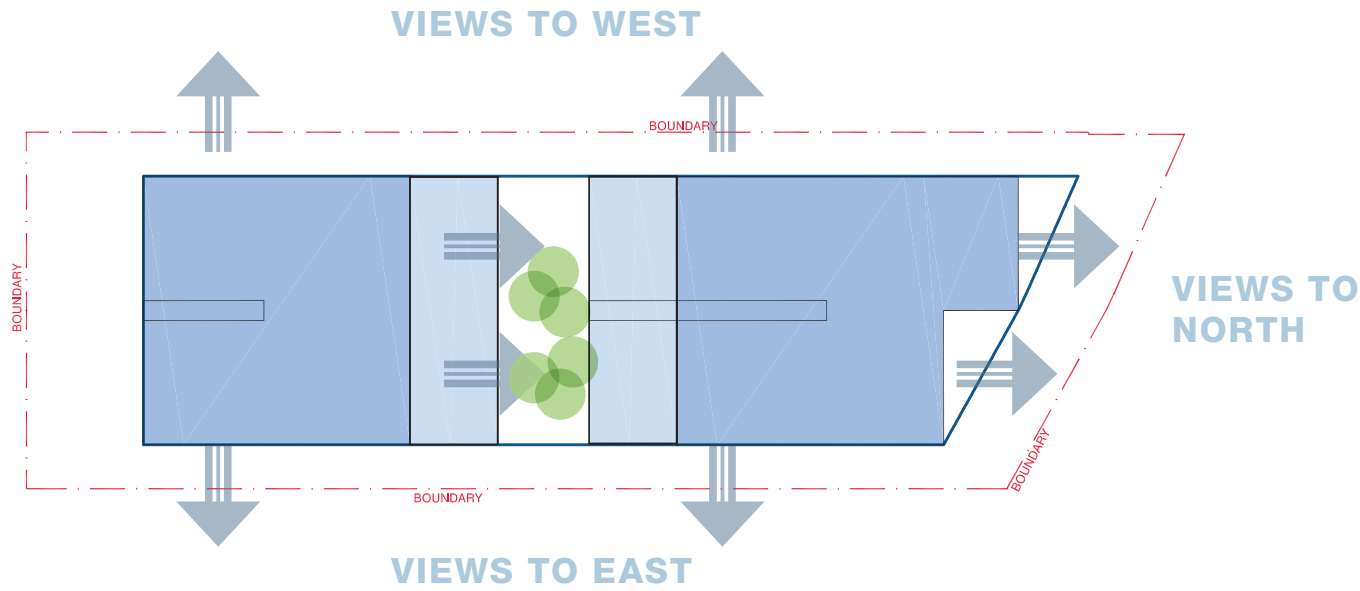 VIEWS TO WEST
BOUNDARY
BOUNDARY
VIEWS TO
NORTH
BOUNDARY
BOUNDARY
VIEWS TO EAST